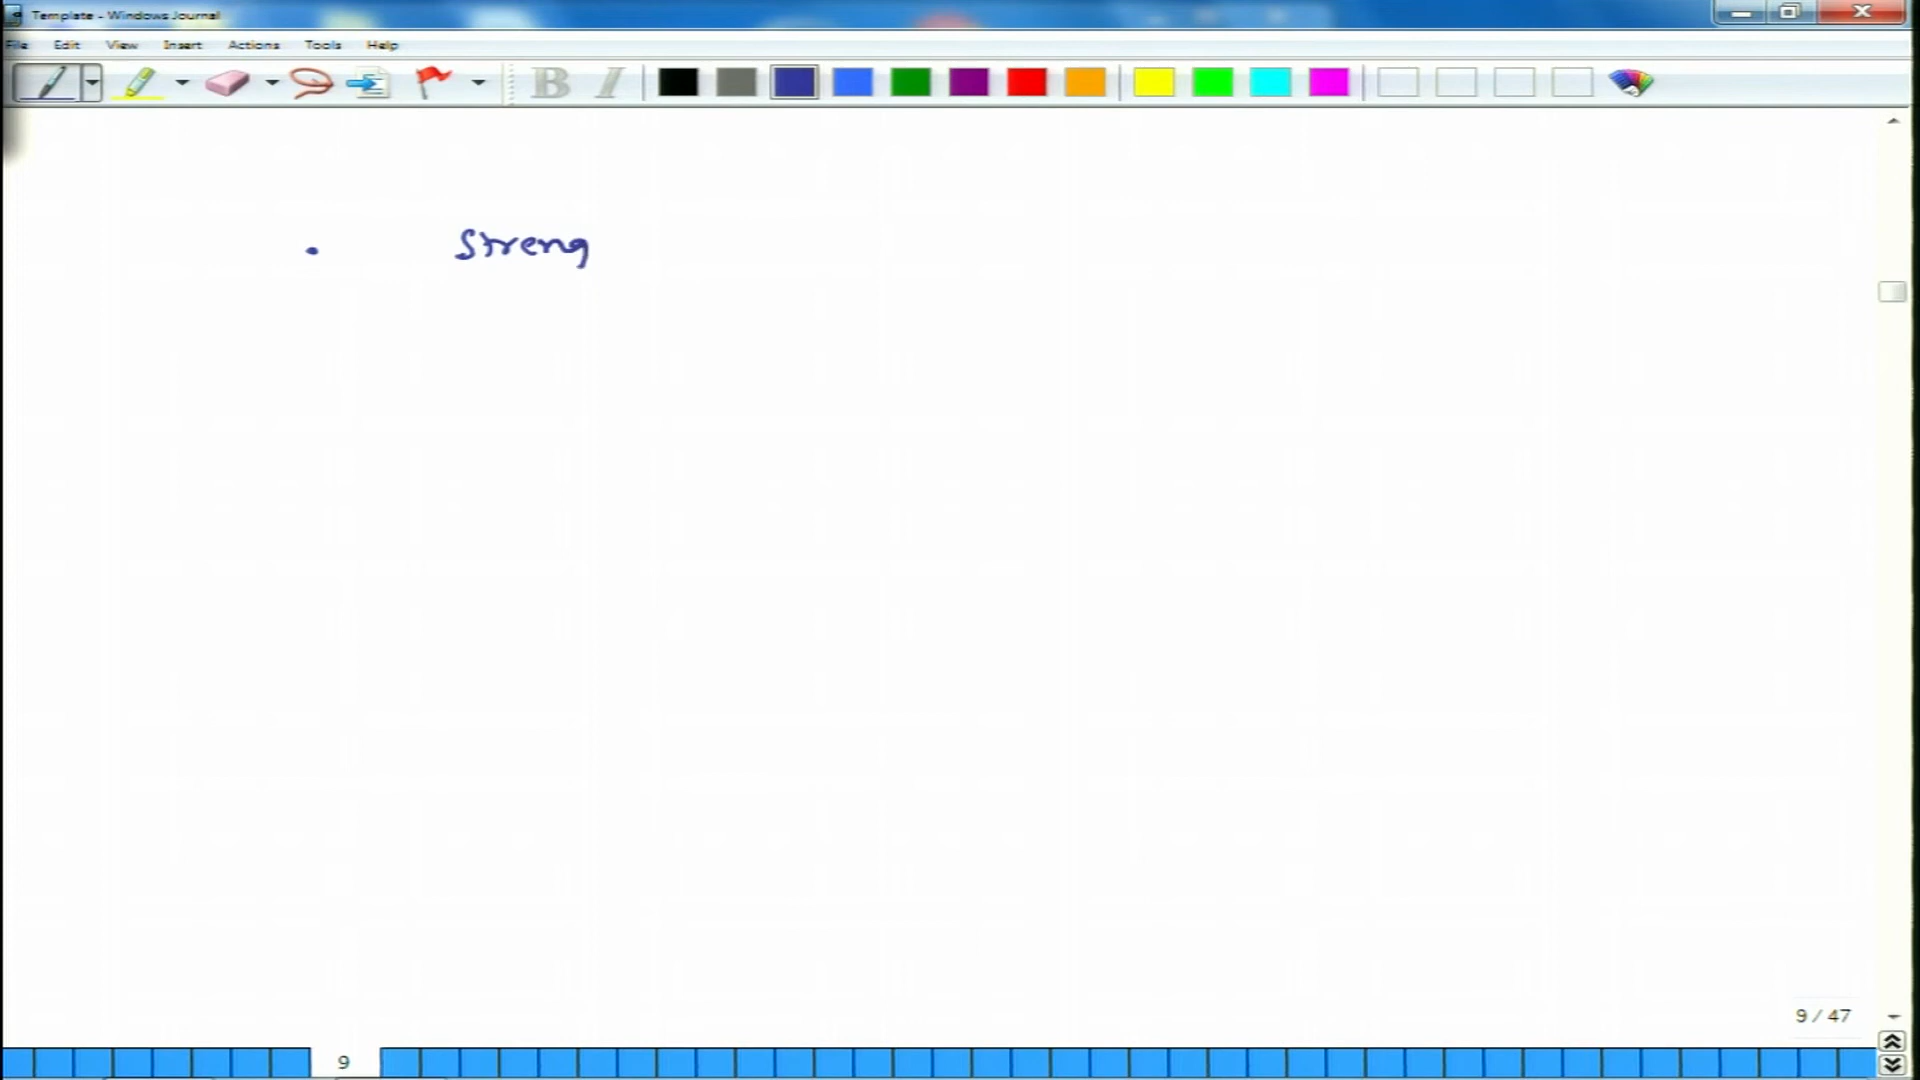 Template - Windows Journal
File Edit View Insert Actions Tools Help
B I
• Streng
9 / 47
9